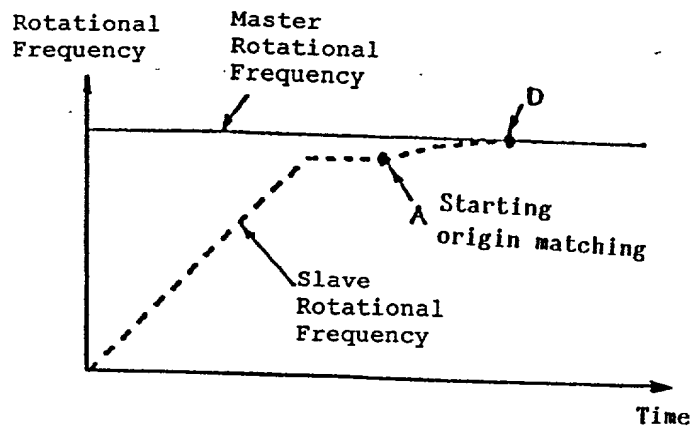 Rotational
Frequency
Master
Rotational
Frequency
D
A Starting
origin matching
Slave
Rotational
Frequency
Time